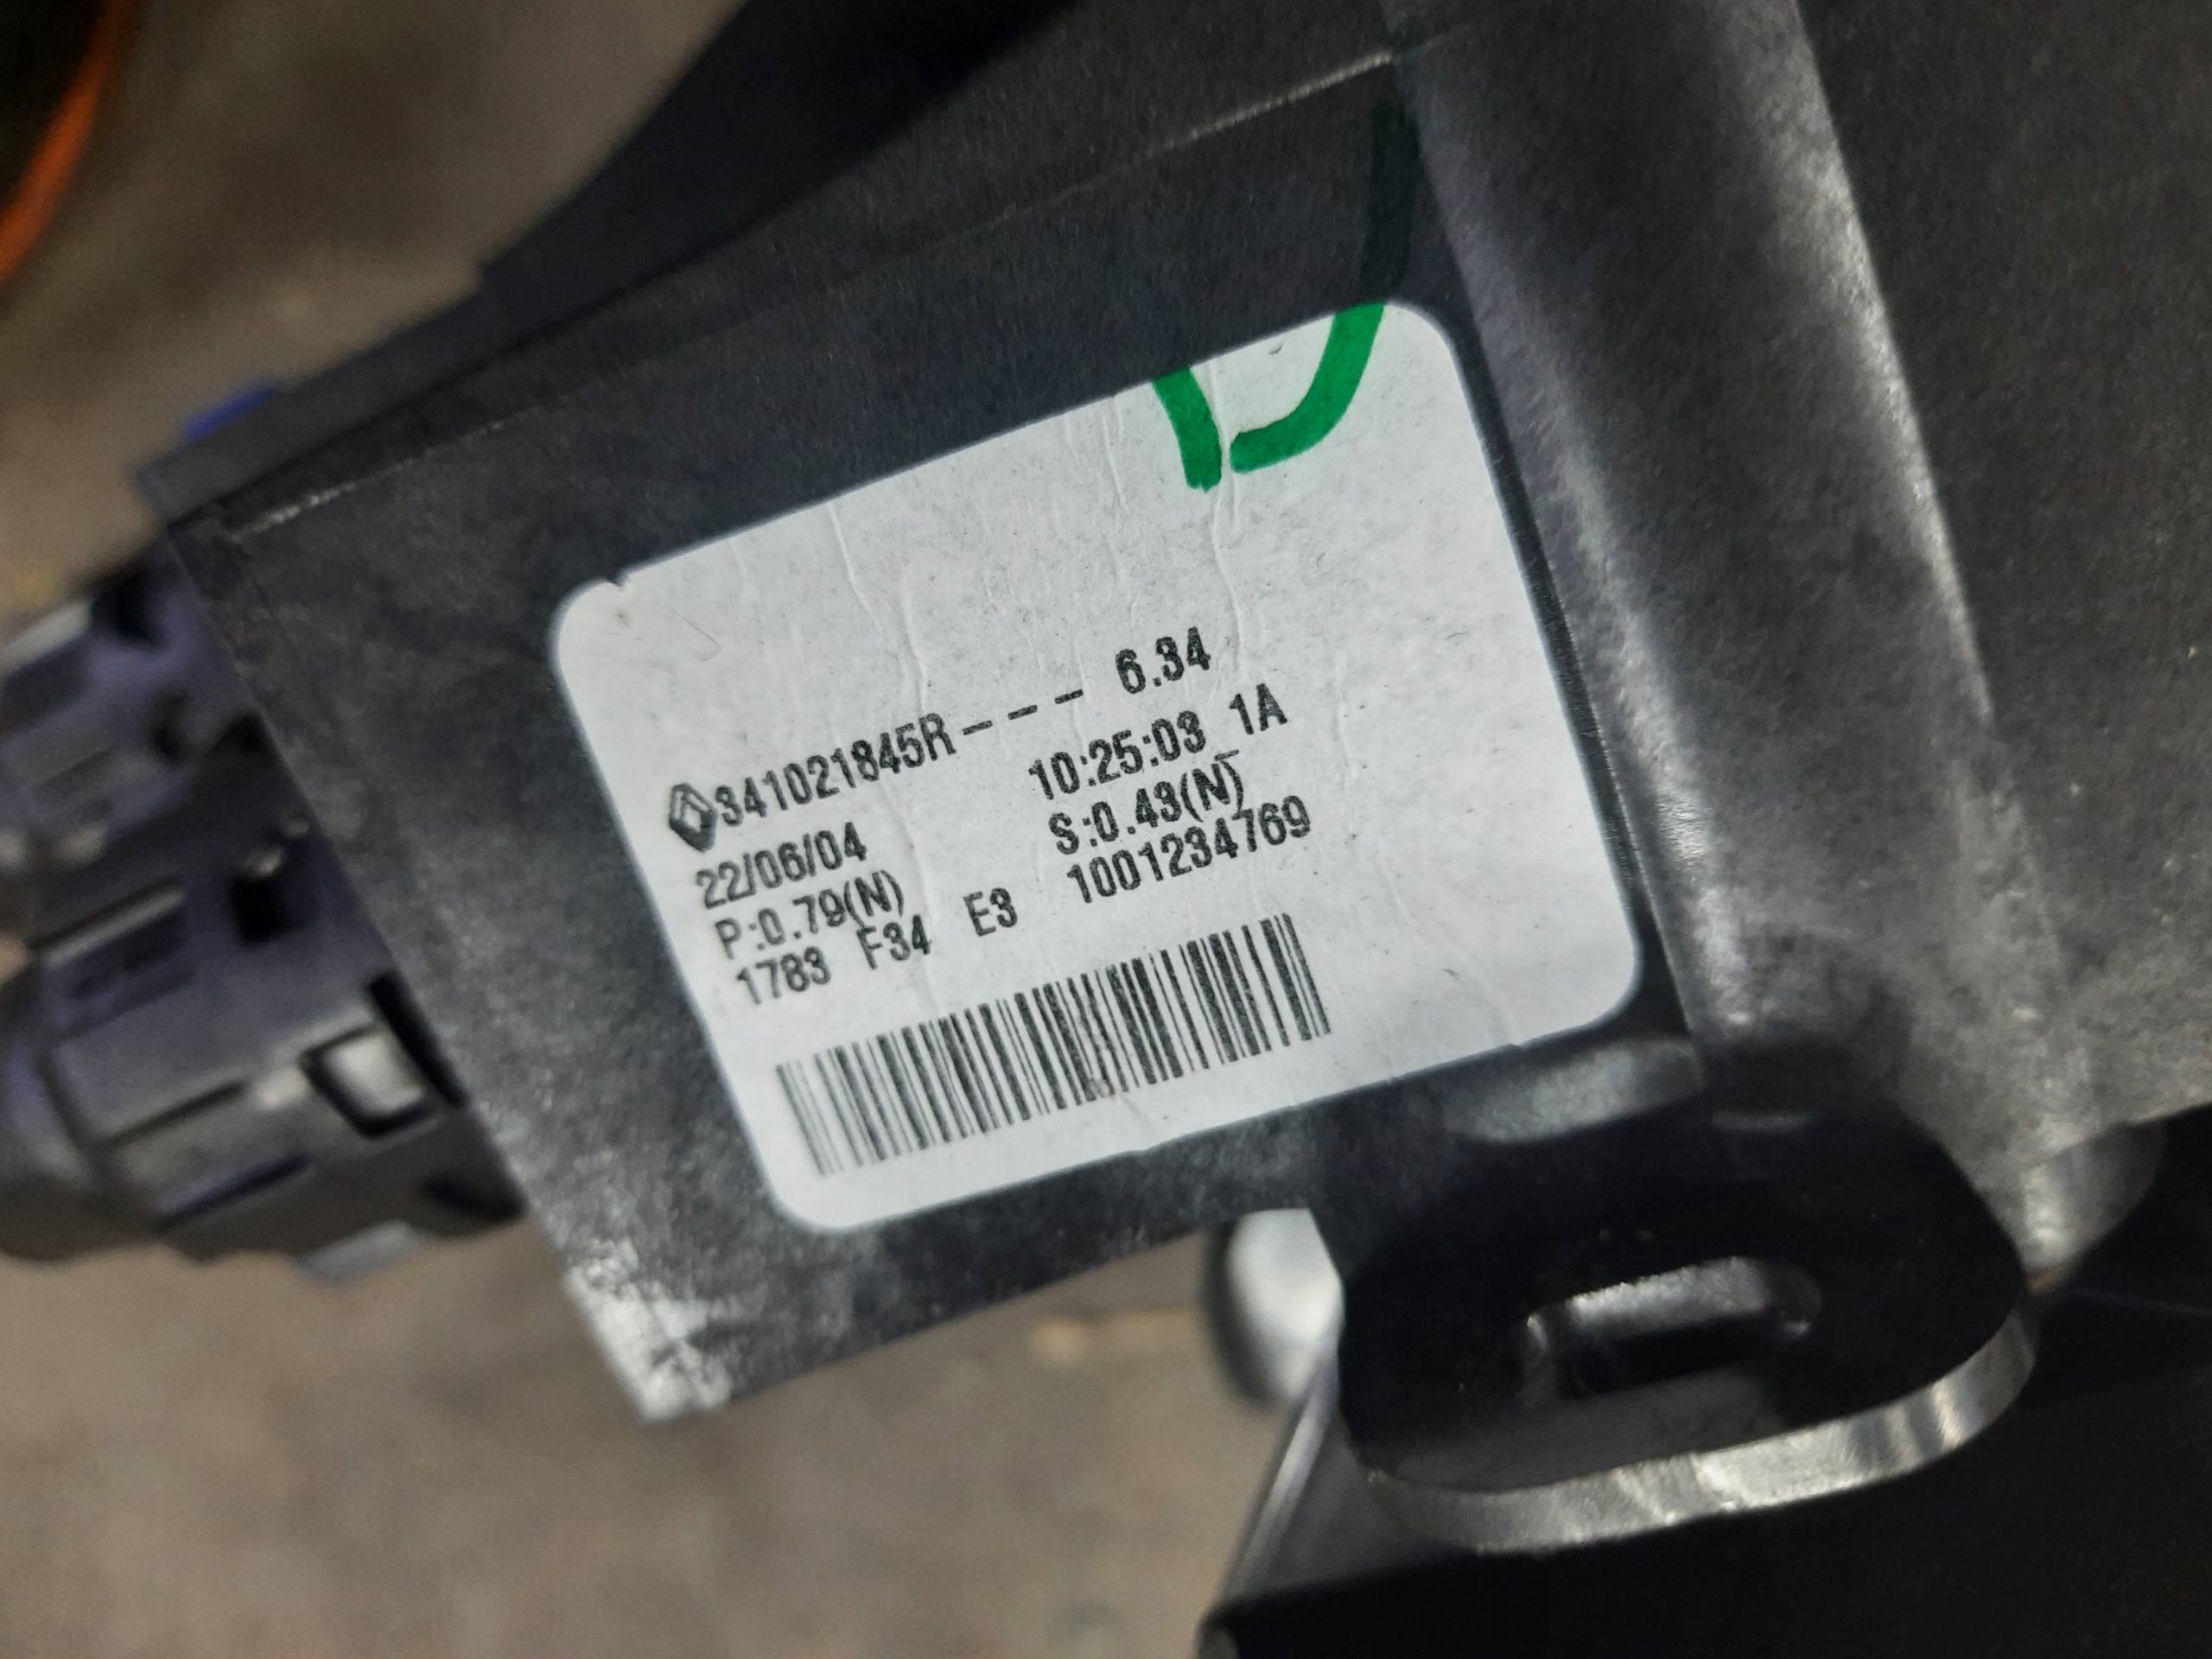 341021845R--- 6.34
22/06/04 10:25:03 1A
P:0.79(N) S:0.43(N)
1783 F34 E3 1001234769